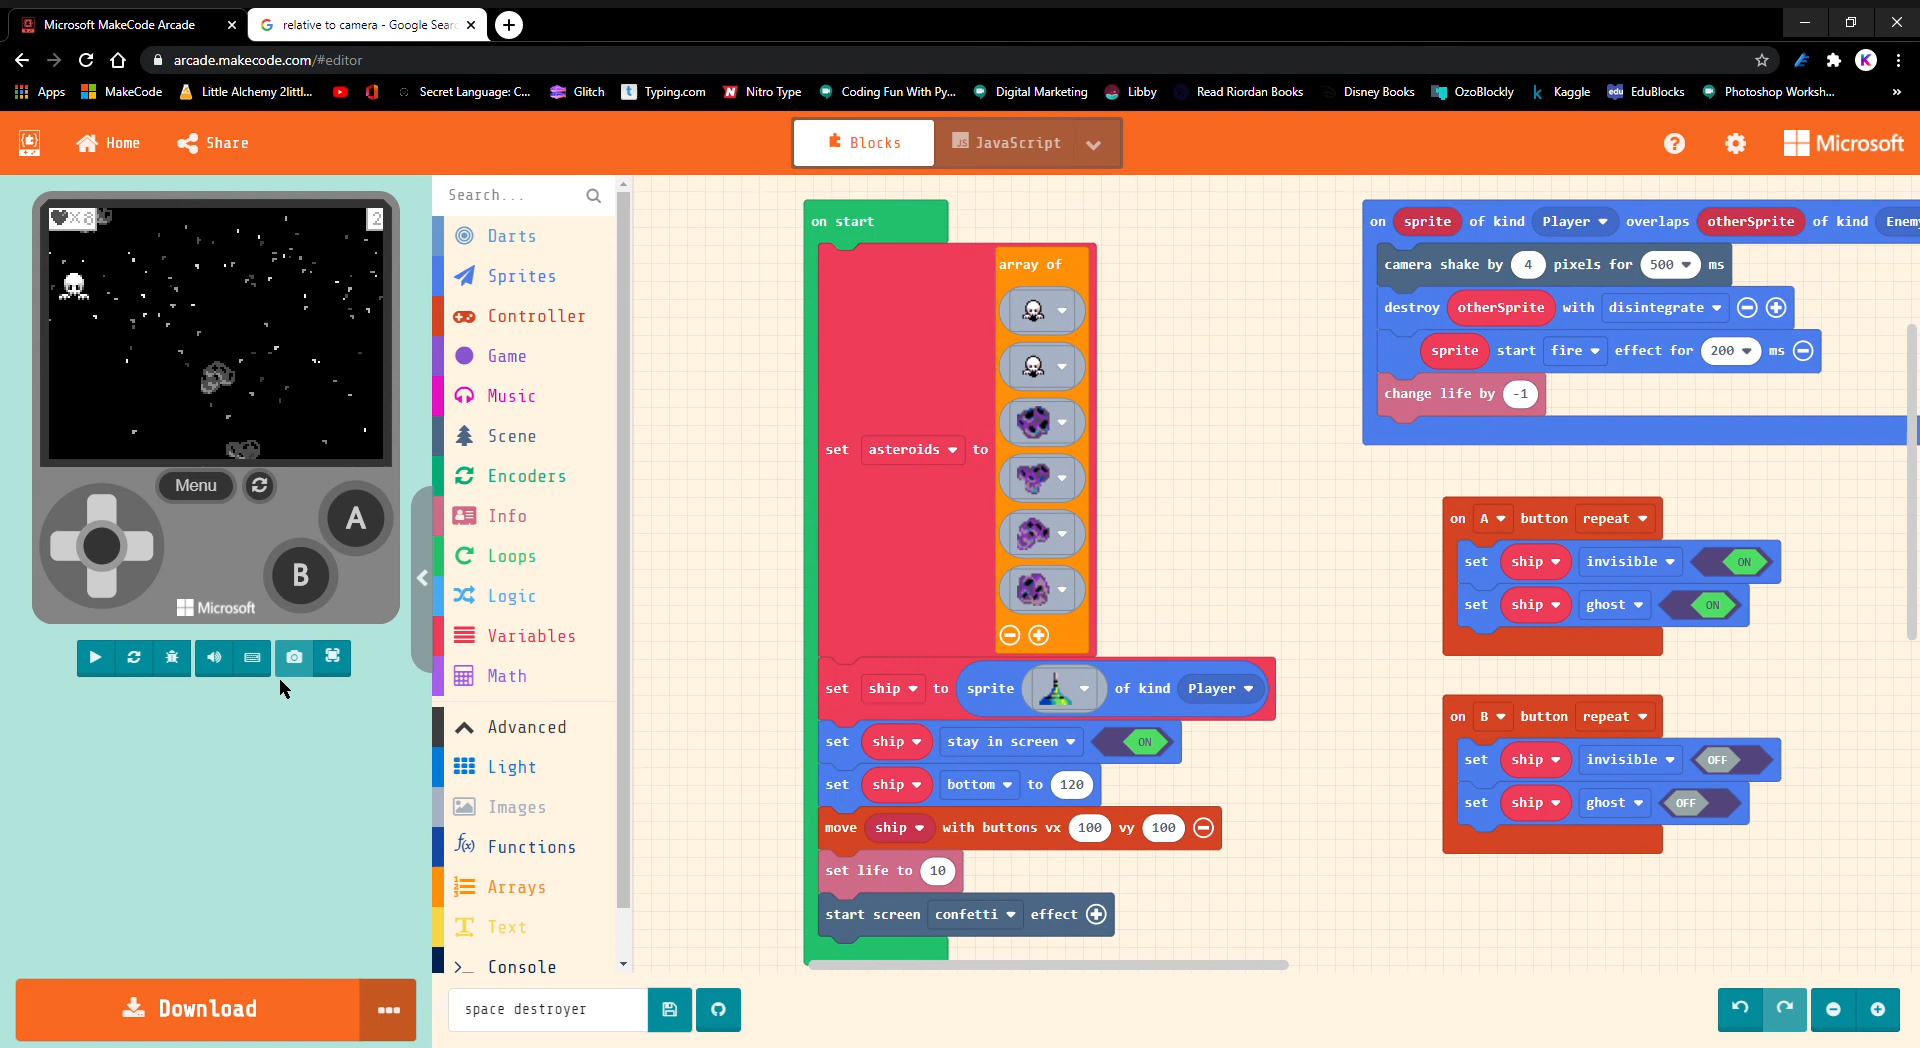 Microsoft MakeCode Arcade
relative to camera - Google Sear
arcade.makecode.com/#editor
Apps MakeCode Little Alchemy 2littl... Secret Language: C... Glitch Typing.com Nitro Type Coding Fun With Py... Digital Marketing Libby Read Riordan Books Disney Books OzoBlockly Kaggle EduBlocks Photoshop Worksh... »
K
Home Share Blocks JavaScript Microsoft
2
Menu
A
B
Microsoft
Download
Search...
Darts
Sprites
Controller
Game
Music
Scene
Encoders
Info
Loops
Logic
Variables
Math
Advanced
Light
Images
Functions
Arrays
Text
Console
on start
set asteroids to array of
set ship to sprite of kind Player
set ship stay in screen ON
set ship bottom to 120
move ship with buttons vx 100 vy 100
set life to 10
start screen confetti effect
on sprite of kind Player overlaps otherSprite of kind Enem
camera shake by 4 pixels for 500 ms
destroy otherSprite with disintegrate
sprite start fire effect for 200 ms
change life by -1
on A button repeat
set ship invisible ON
set ship ghost ON
on B button repeat
set ship invisible OFF
set ship ghost OFF
space destroyer